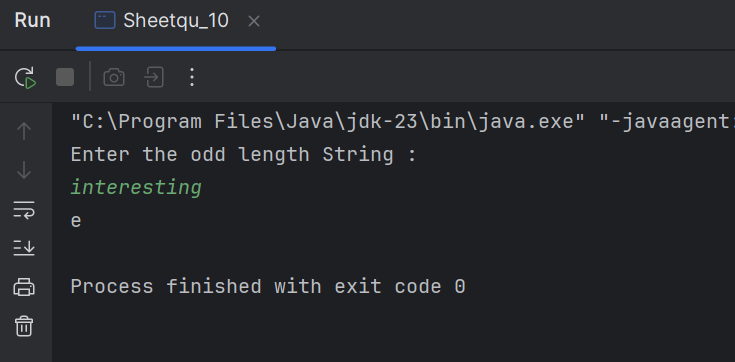 Run Sheetqu_10
"C:\Program Files\Java\jdk-23\bin\java.exe" "-javaagent:
Enter the odd length String :
interesting
e
Process finished with exit code 0